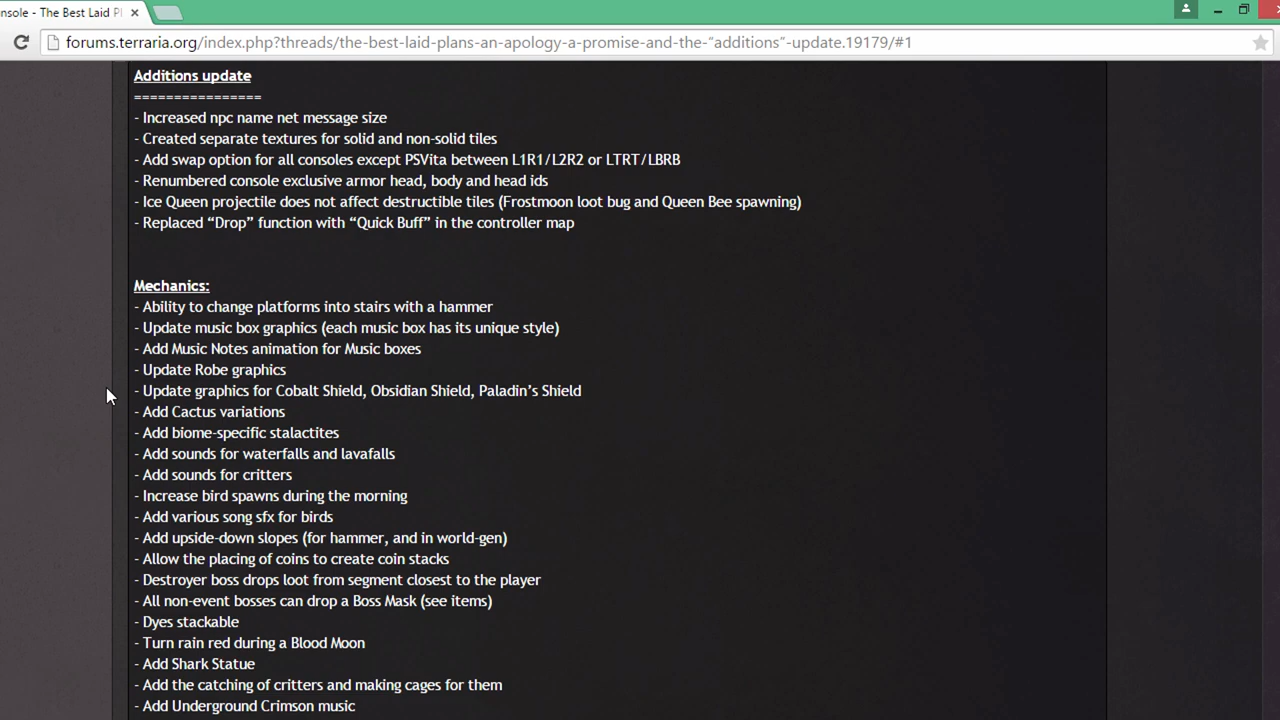 nsole - The Best Laid Pl
forums.terraria.org/index.php?threads/the-best-laid-plans-an-apology-a-promise-and-the-“additions”-update.19179/#1
Additions update
================
- Increased npc name net message size
- Created separate textures for solid and non-solid tiles
- Add swap option for all consoles except PSVita between L1R1/L2R2 or LTRT/LBRB
- Renumbered console exclusive armor head, body and head ids
- Ice Queen projectile does not affect destructible tiles (Frostmoon loot bug and Queen Bee spawning)
- Replaced “Drop” function with “Quick Buff” in the controller map
Mechanics:
- Ability to change platforms into stairs with a hammer
- Update music box graphics (each music box has its unique style)
- Add Music Notes animation for Music boxes
- Update Robe graphics
- Update graphics for Cobalt Shield, Obsidian Shield, Paladin’s Shield
- Add Cactus variations
- Add biome-specific stalactites
- Add sounds for waterfalls and lavafalls
- Add sounds for critters
- Increase bird spawns during the morning
- Add various song sfx for birds
- Add upside-down slopes (for hammer, and in world-gen)
- Allow the placing of coins to create coin stacks
- Destroyer boss drops loot from segment closest to the player
- All non-event bosses can drop a Boss Mask (see items)
- Dyes stackable
- Turn rain red during a Blood Moon
- Add Shark Statue
- Add the catching of critters and making cages for them
- Add Underground Crimson music